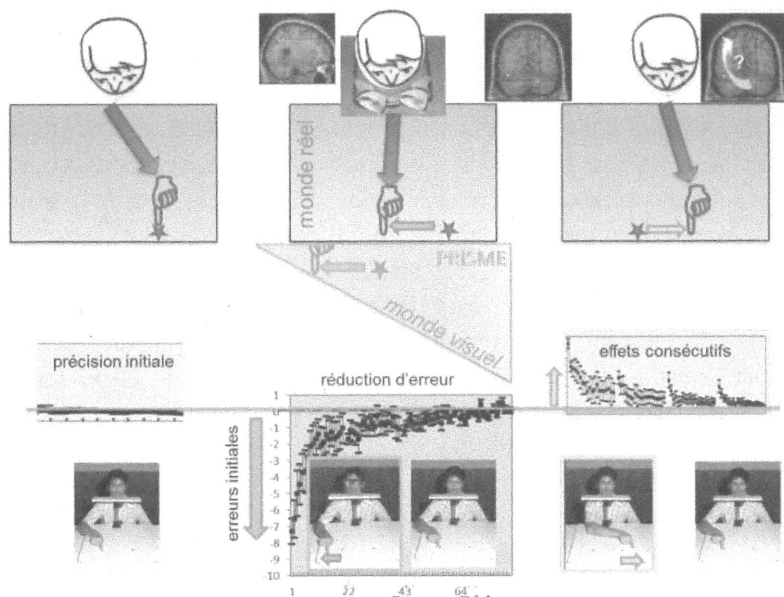 ?
monde réel
PRISME
monde visuel
précision initiale
réduction d'erreur
effets consécutifs
erreurs initiales
1
0
-1
-2
-3
-4
-5
-6
-7
-8
-9
-10
1 22 43 64